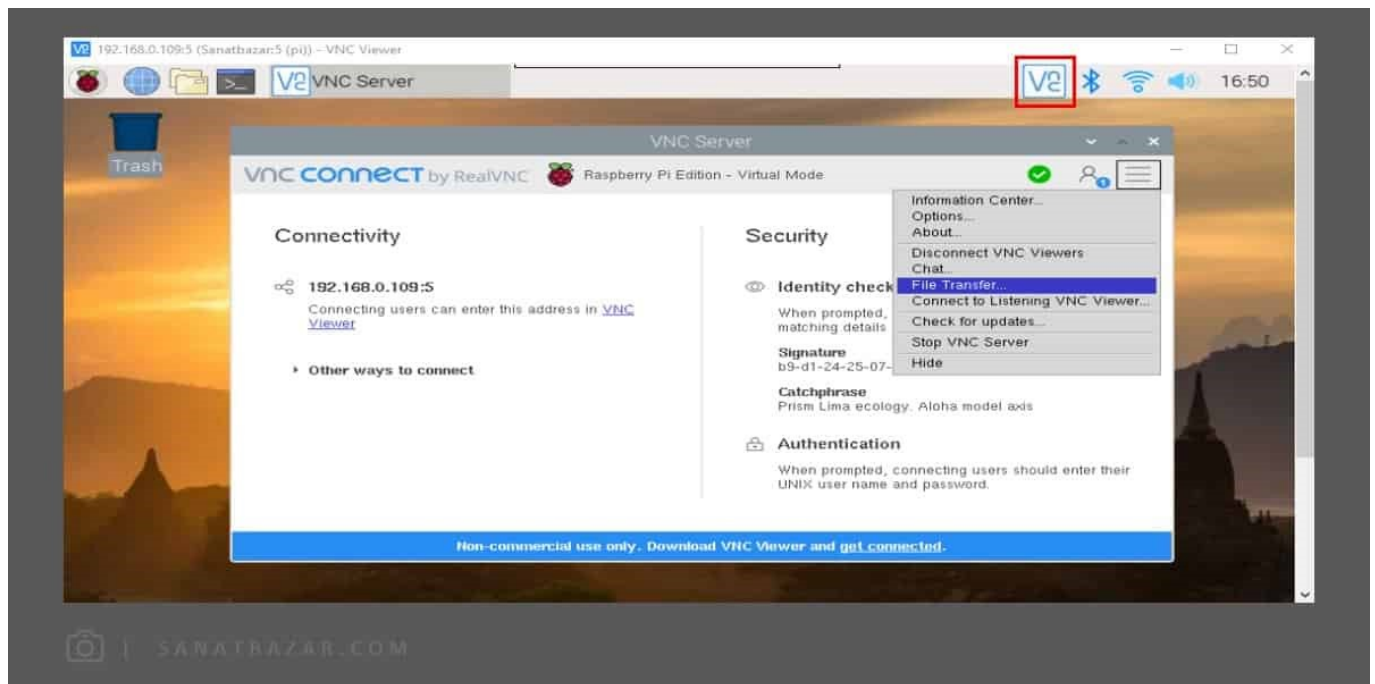 192.168.0.109:5 (Sanatbazar:5 (pi)) - VNC Viewer
VNC Server
16:50
Trash
VNC Server
VNC CONNECT by RealVNC Raspberry Pi Edition - Virtual Mode
Information Center...
Options...
About...
Disconnect VNC Viewers
Chat...
File Transfer...
Connect to Listening VNC Viewer...
Check for updates...
Stop VNC Server
Hide
Connectivity
192.168.0.109:5
Connecting users can enter this address in VNC
Viewer
Other ways to connect
Security
Identity check
When prompted,
matching details
Signature
b9-d1-24-25-07-
Catchphrase
Prism Lima ecology. Aloha model axis
Authentication
When prompted, connecting users should enter their
UNIX user name and password.
Non-commercial use only. Download VNC Viewer and get connected.
SANATBAZAR.COM